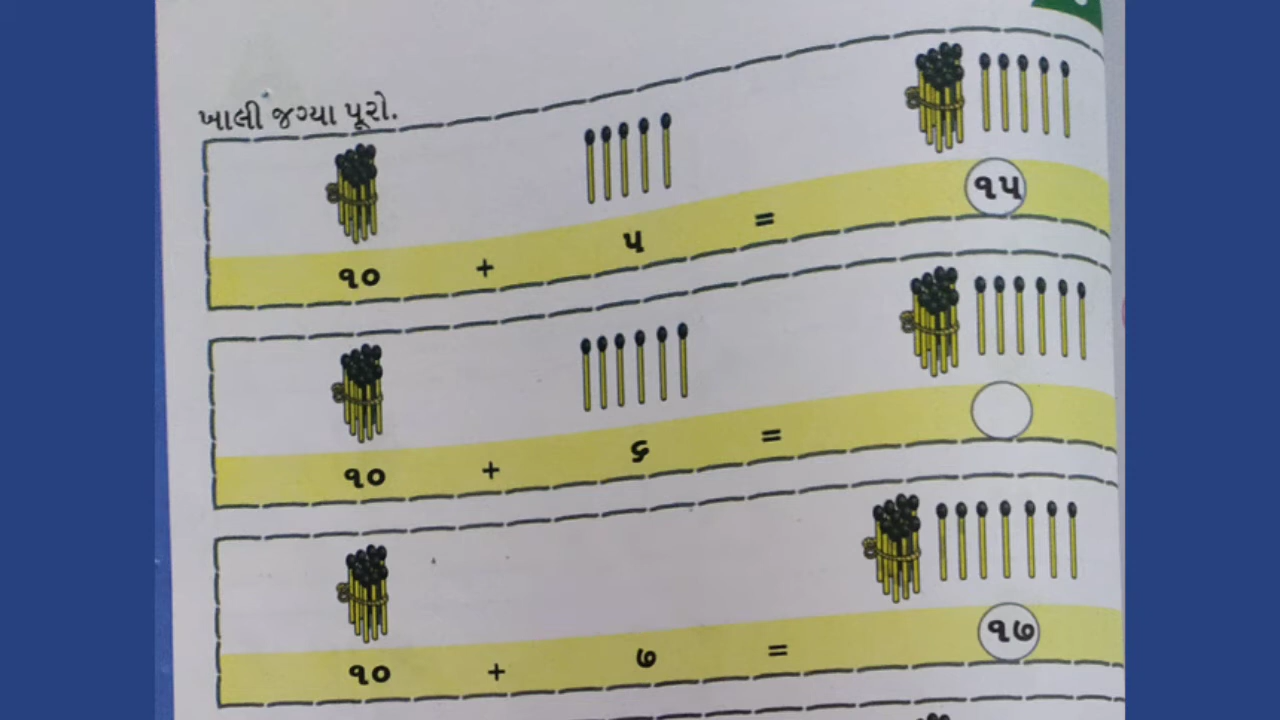 ખાલી જગ્યા પૂરો.
૧૦ + ૫ = ૧૫
૧૦ + ૬ =
૧૦ + ૭ = ૧૭